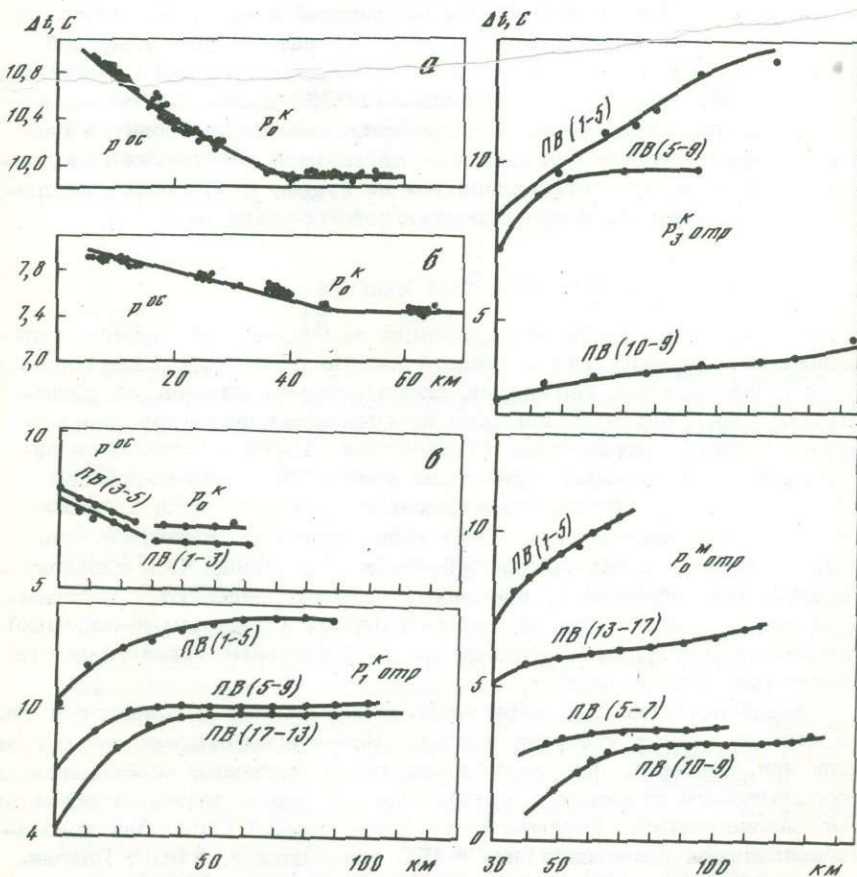 Δt, с
а
10,8
10,4
10,0
P^ОС
P_0^К
б
7,8
7,4
7,0
P^ОС
P_0^К
20
40
60 км
в
10
5
P^ОС
ПВ (3-5)
P_0^К
ПВ (1-3)
ПВ (1-5)
P_1^К отр
10
ПВ (5-9)
ПВ (17-13)
4
50
100
км
Δt, с
ПВ (1-5)
10
ПВ (5-9)
P_3^К отр
5
ПВ (10-9)
10
ПВ (1-5)
P_0^М отр
ПВ (13-17)
5
ПВ (5-7)
ПВ (10-9)
0
30
50
100
км